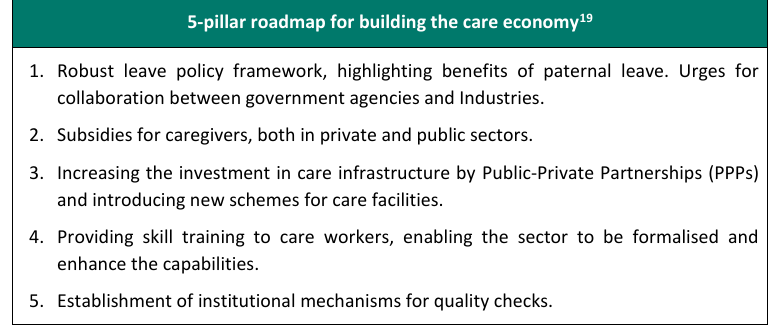 5-pillar roadmap for building the care economy¹⁹
1. Robust leave policy framework, highlighting benefits of paternal leave. Urges for
collaboration between government agencies and Industries.
2. Subsidies for caregivers, both in private and public sectors.
3. Increasing the investment in care infrastructure by Public-Private Partnerships (PPPs)
and introducing new schemes for care facilities.
4. Providing skill training to care workers, enabling the sector to be formalised and
enhance the capabilities.
5. Establishment of institutional mechanisms for quality checks.